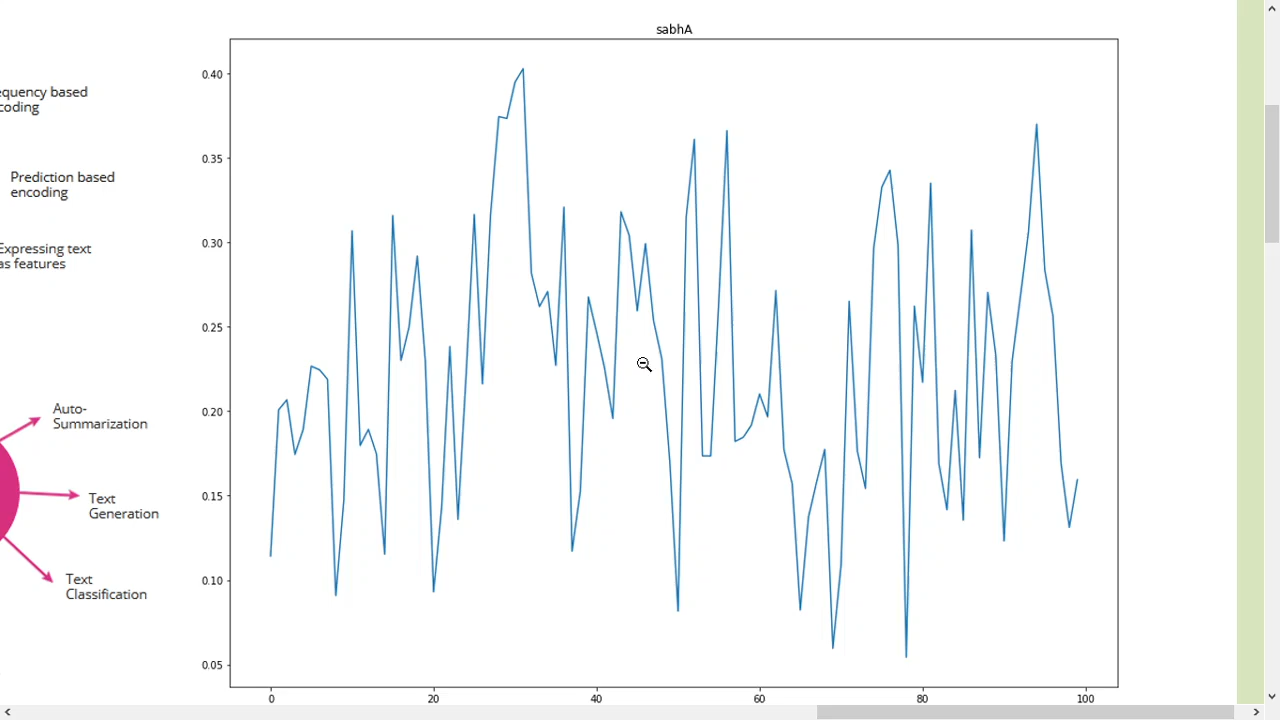 sabhA
equency based
coding
Prediction based
encoding
Expressing text
as features
Auto-
Summarization
Text
Generation
Text
Classification
0.40
0.35
0.30
0.25
0.20
0.15
0.10
0.05
0
20
40
60
80
100